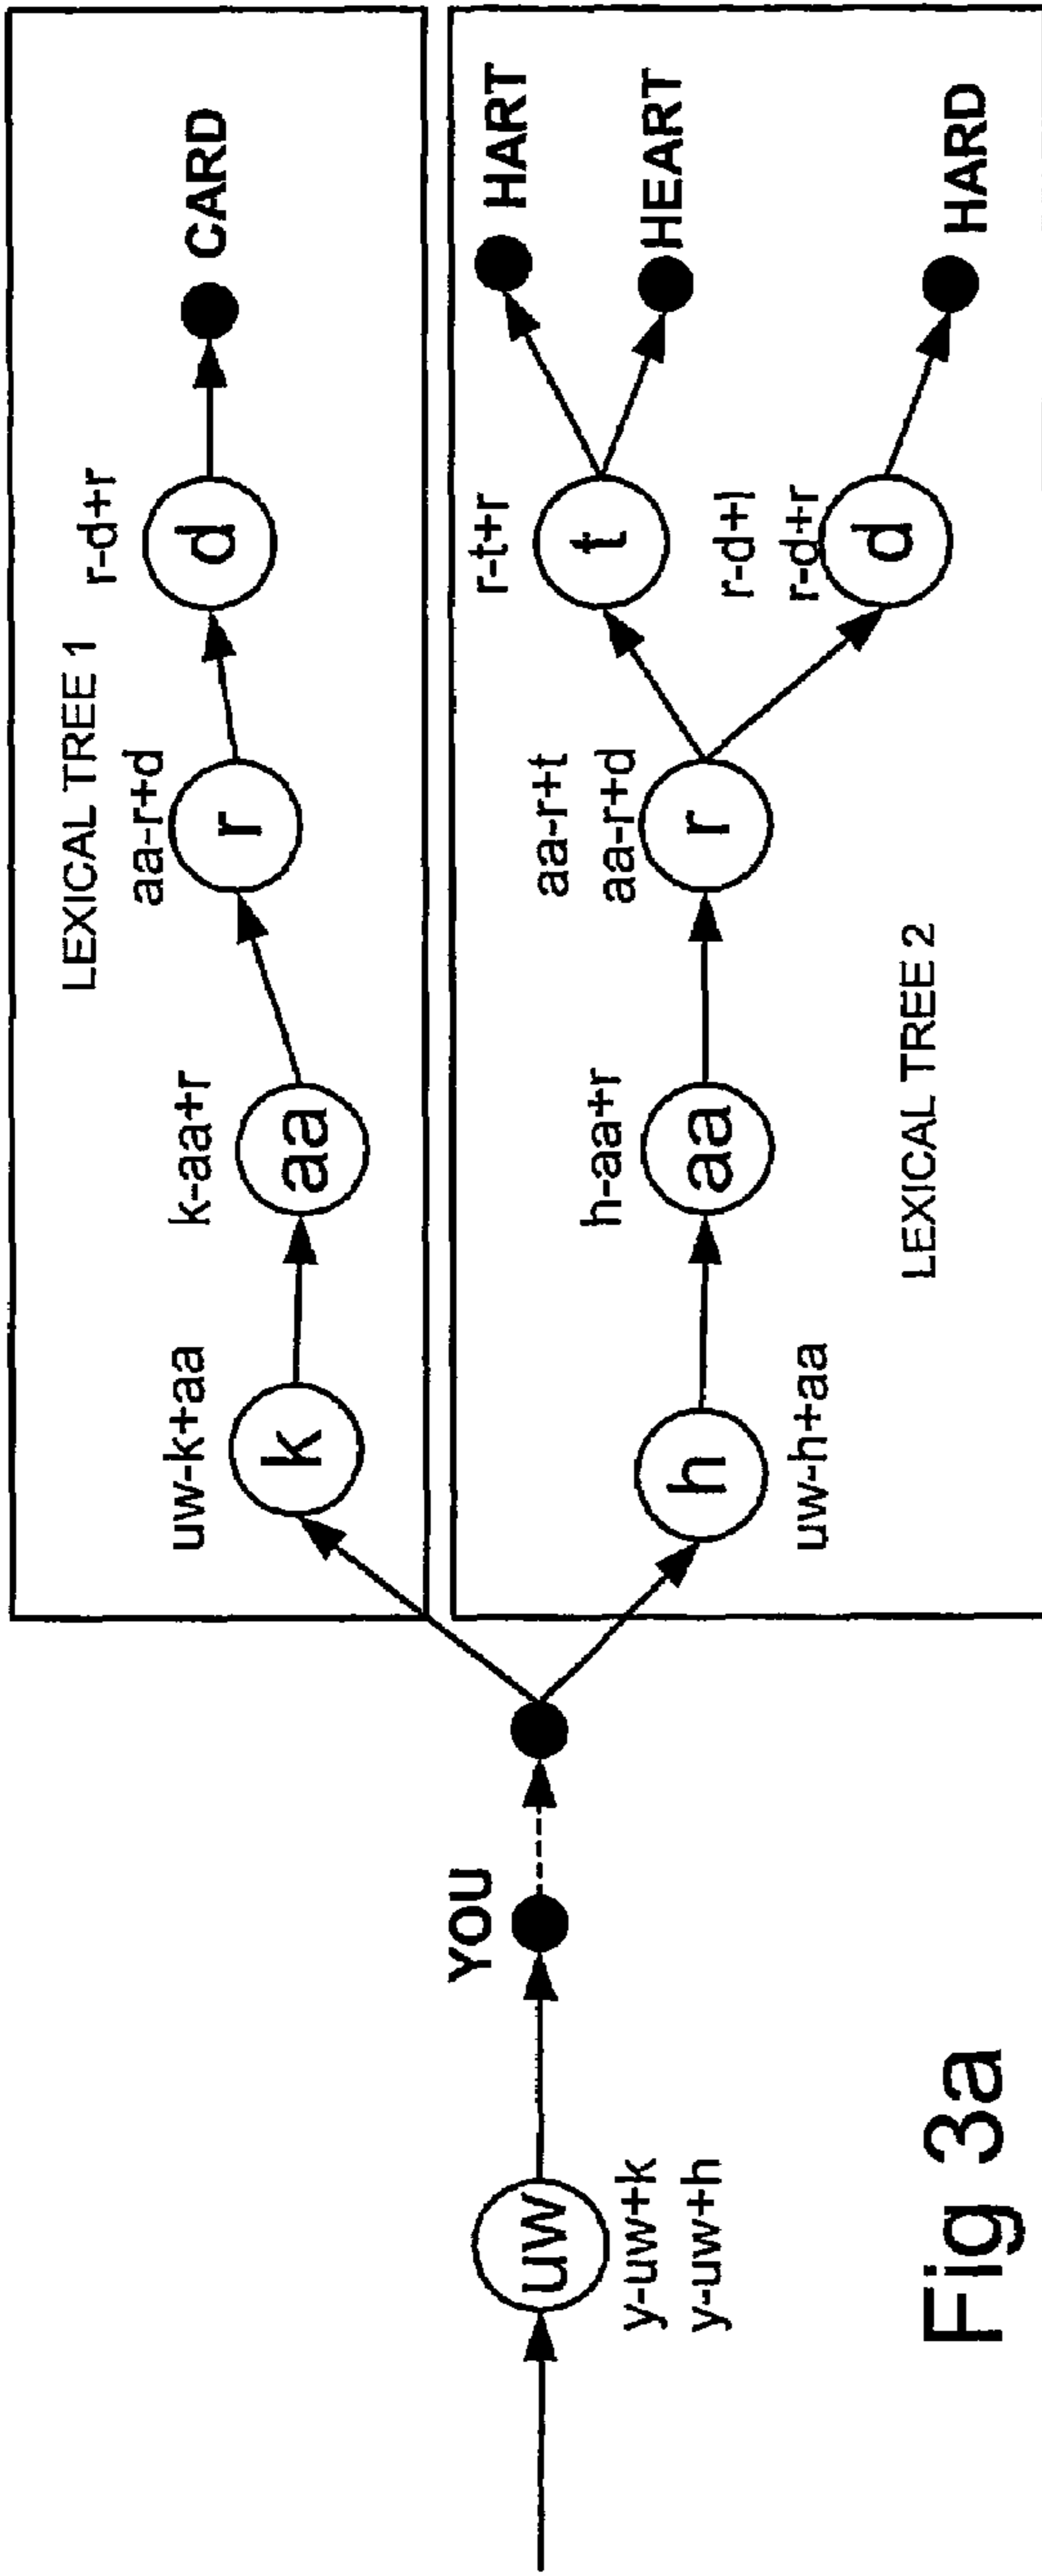 LEXICAL TREE 1
uw-k+aa
k
k-aa+r
aa
aa-r+d
r
r-d+r
d
CARD
uw
y-uw+k
y-uw+h
YOU
h
uw-h+aa
h-aa+r
aa
aa-r+t
aa-r+d
r
r-t+r
t
HART
HEART
r-d+l
r-d+r
d
HARD
LEXICAL TREE 2
Fig 3a